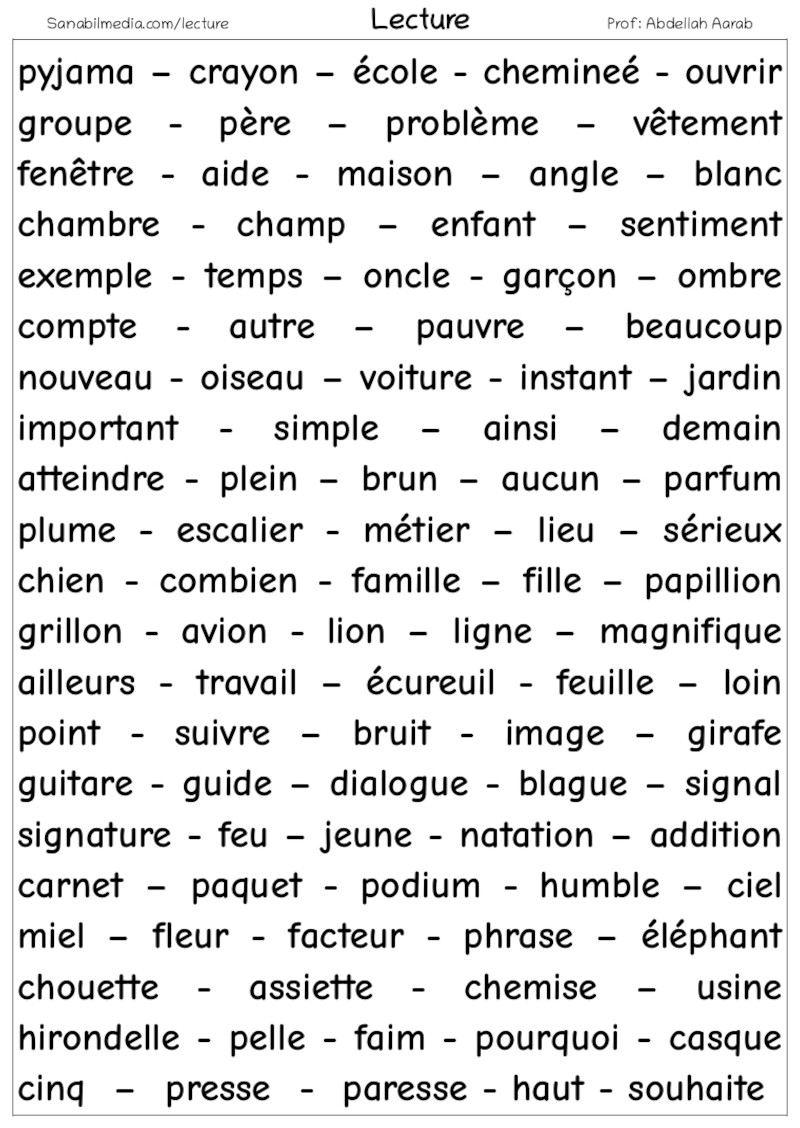 Sanabilmedia.com/lecture Lecture Prof: Abdellah Aarab
pyjama – crayon – école - chemineé - ouvrir
groupe - père – problème – vêtement
fenêtre - aide - maison – angle – blanc
chambre - champ – enfant – sentiment
exemple - temps – oncle - garçon – ombre
compte - autre – pauvre – beaucoup
nouveau - oiseau – voiture - instant – jardin
important - simple – ainsi – demain
atteindre - plein – brun – aucun – parfum
plume - escalier - métier – lieu – sérieux
chien - combien - famille – fille – papillion
grillon - avion - lion – ligne – magnifique
ailleurs - travail – écureuil - feuille – loin
point - suivre – bruit - image – girafe
guitare - guide – dialogue - blague – signal
signature - feu – jeune - natation – addition
carnet – paquet - podium - humble – ciel
miel – fleur - facteur - phrase – éléphant
chouette - assiette - chemise – usine
hirondelle - pelle - faim - pourquoi - casque
cinq – presse - paresse - haut - souhaite